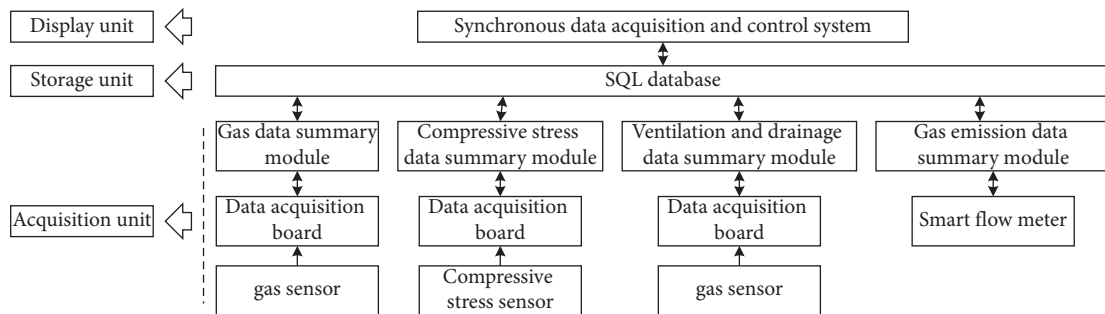 Display unit
Synchronous data acquisition and control system
Storage unit
SQL database
Gas data summary
module
Compressive stress
data summary module
Ventilation and drainage
data summary module
Gas emission data
summary module
Acquisition unit
Data acquisition
board
Data acquisition
board
Data acquisition
board
Smart flow meter
gas sensor
Compressive
stress sensor
gas sensor